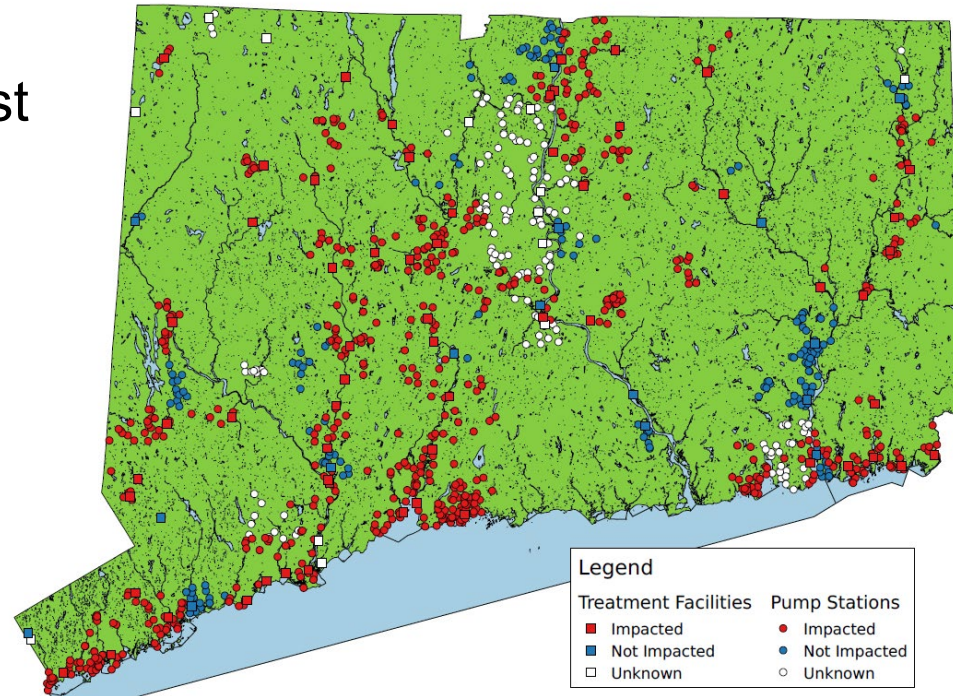 st
Legend
Treatment Facilities Pump Stations
Impacted Impacted
Not Impacted Not Impacted
Unknown Unknown